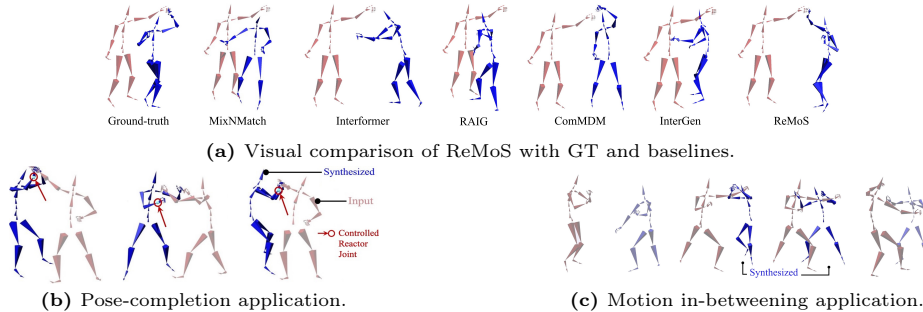 Ground-truth MixNMatch Interformer RAIG ComMDM InterGen ReMoS
(a) Visual comparison of ReMoS with GT and baselines.
Synthesized
Input
Controlled
Reactor
Joint
Synthesized
(b) Pose-completion application.
(c) Motion in-betweening application.